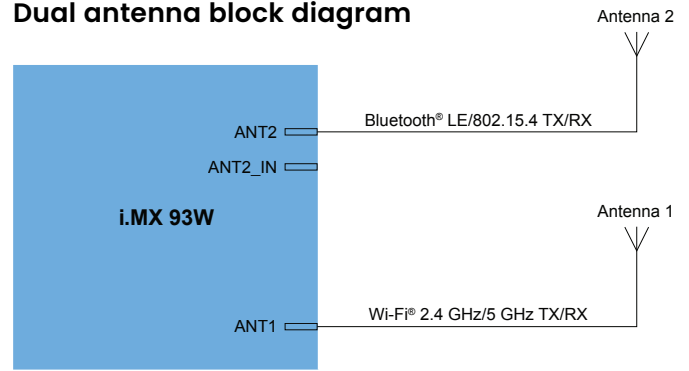 Dual antenna block diagram
Antenna 2
Bluetooth® LE/802.15.4 TX/RX
ANT2
ANT2_IN
i.MX 93W
Antenna 1
Wi-Fi® 2.4 GHz/5 GHz TX/RX
ANT1